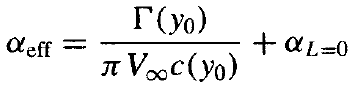 α_eff = Γ(y₀) / (π V_∞ c(y₀)) + α_{L=0}